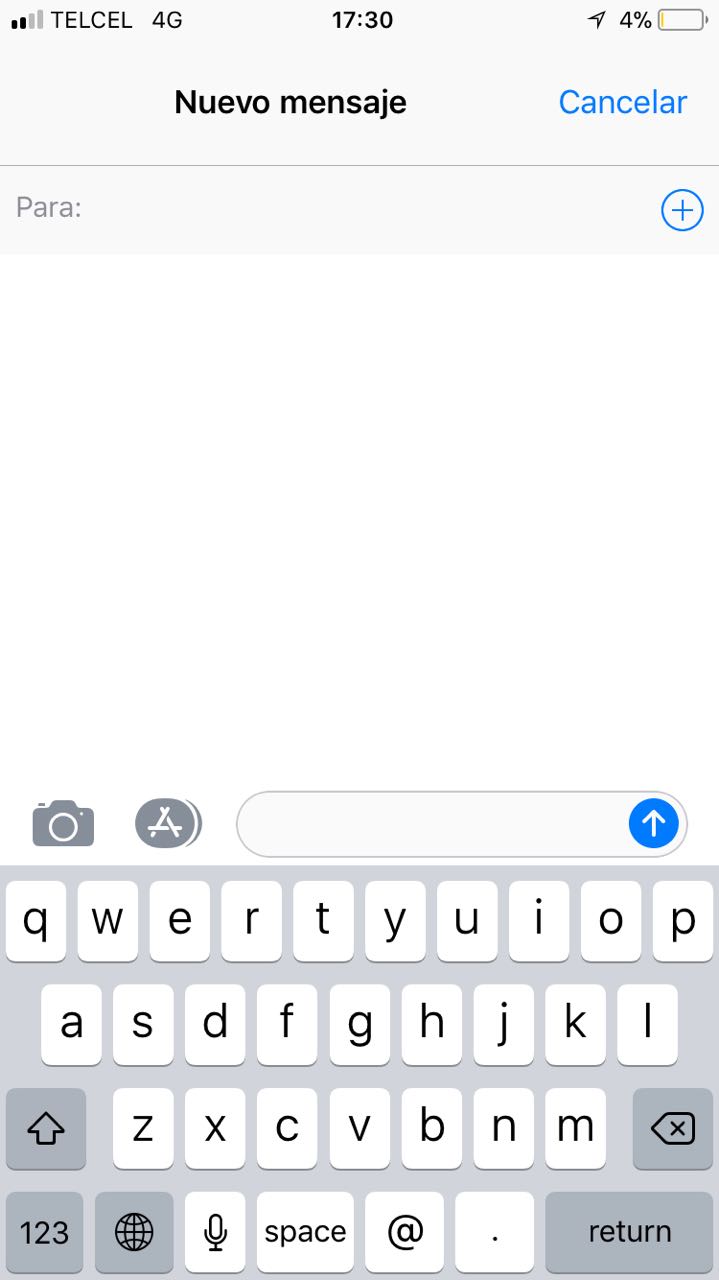 TELCEL 4G 17:30 4%
Nuevo mensaje Cancelar
Para:
q w e r t y u i o p
a s d f g h j k l
z x c v b n m
123 space @ . return